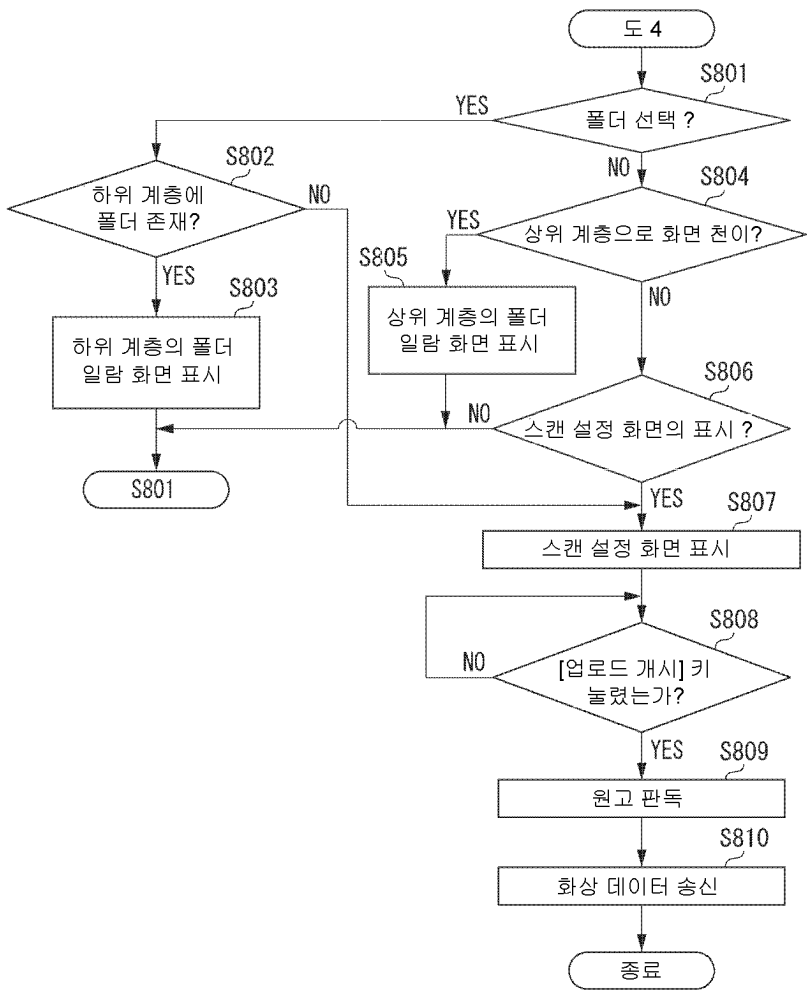 도 4
S801
YES
폴더 선택 ?
S802
NO
하위 계층에
폴더 존재?
NO
S804
YES
상위 계층으로 화면 천이?
YES
S805
NO
S803
상위 계층의 폴더
일람 화면 표시
하위 계층의 폴더
일람 화면 표시
S806
NO
스캔 설정 화면의 표시 ?
S801
YES
S807
스캔 설정 화면 표시
S808
NO
[업로드 개시] 키
눌렸는가?
YES
S809
원고 판독
S810
화상 데이터 송신
종료